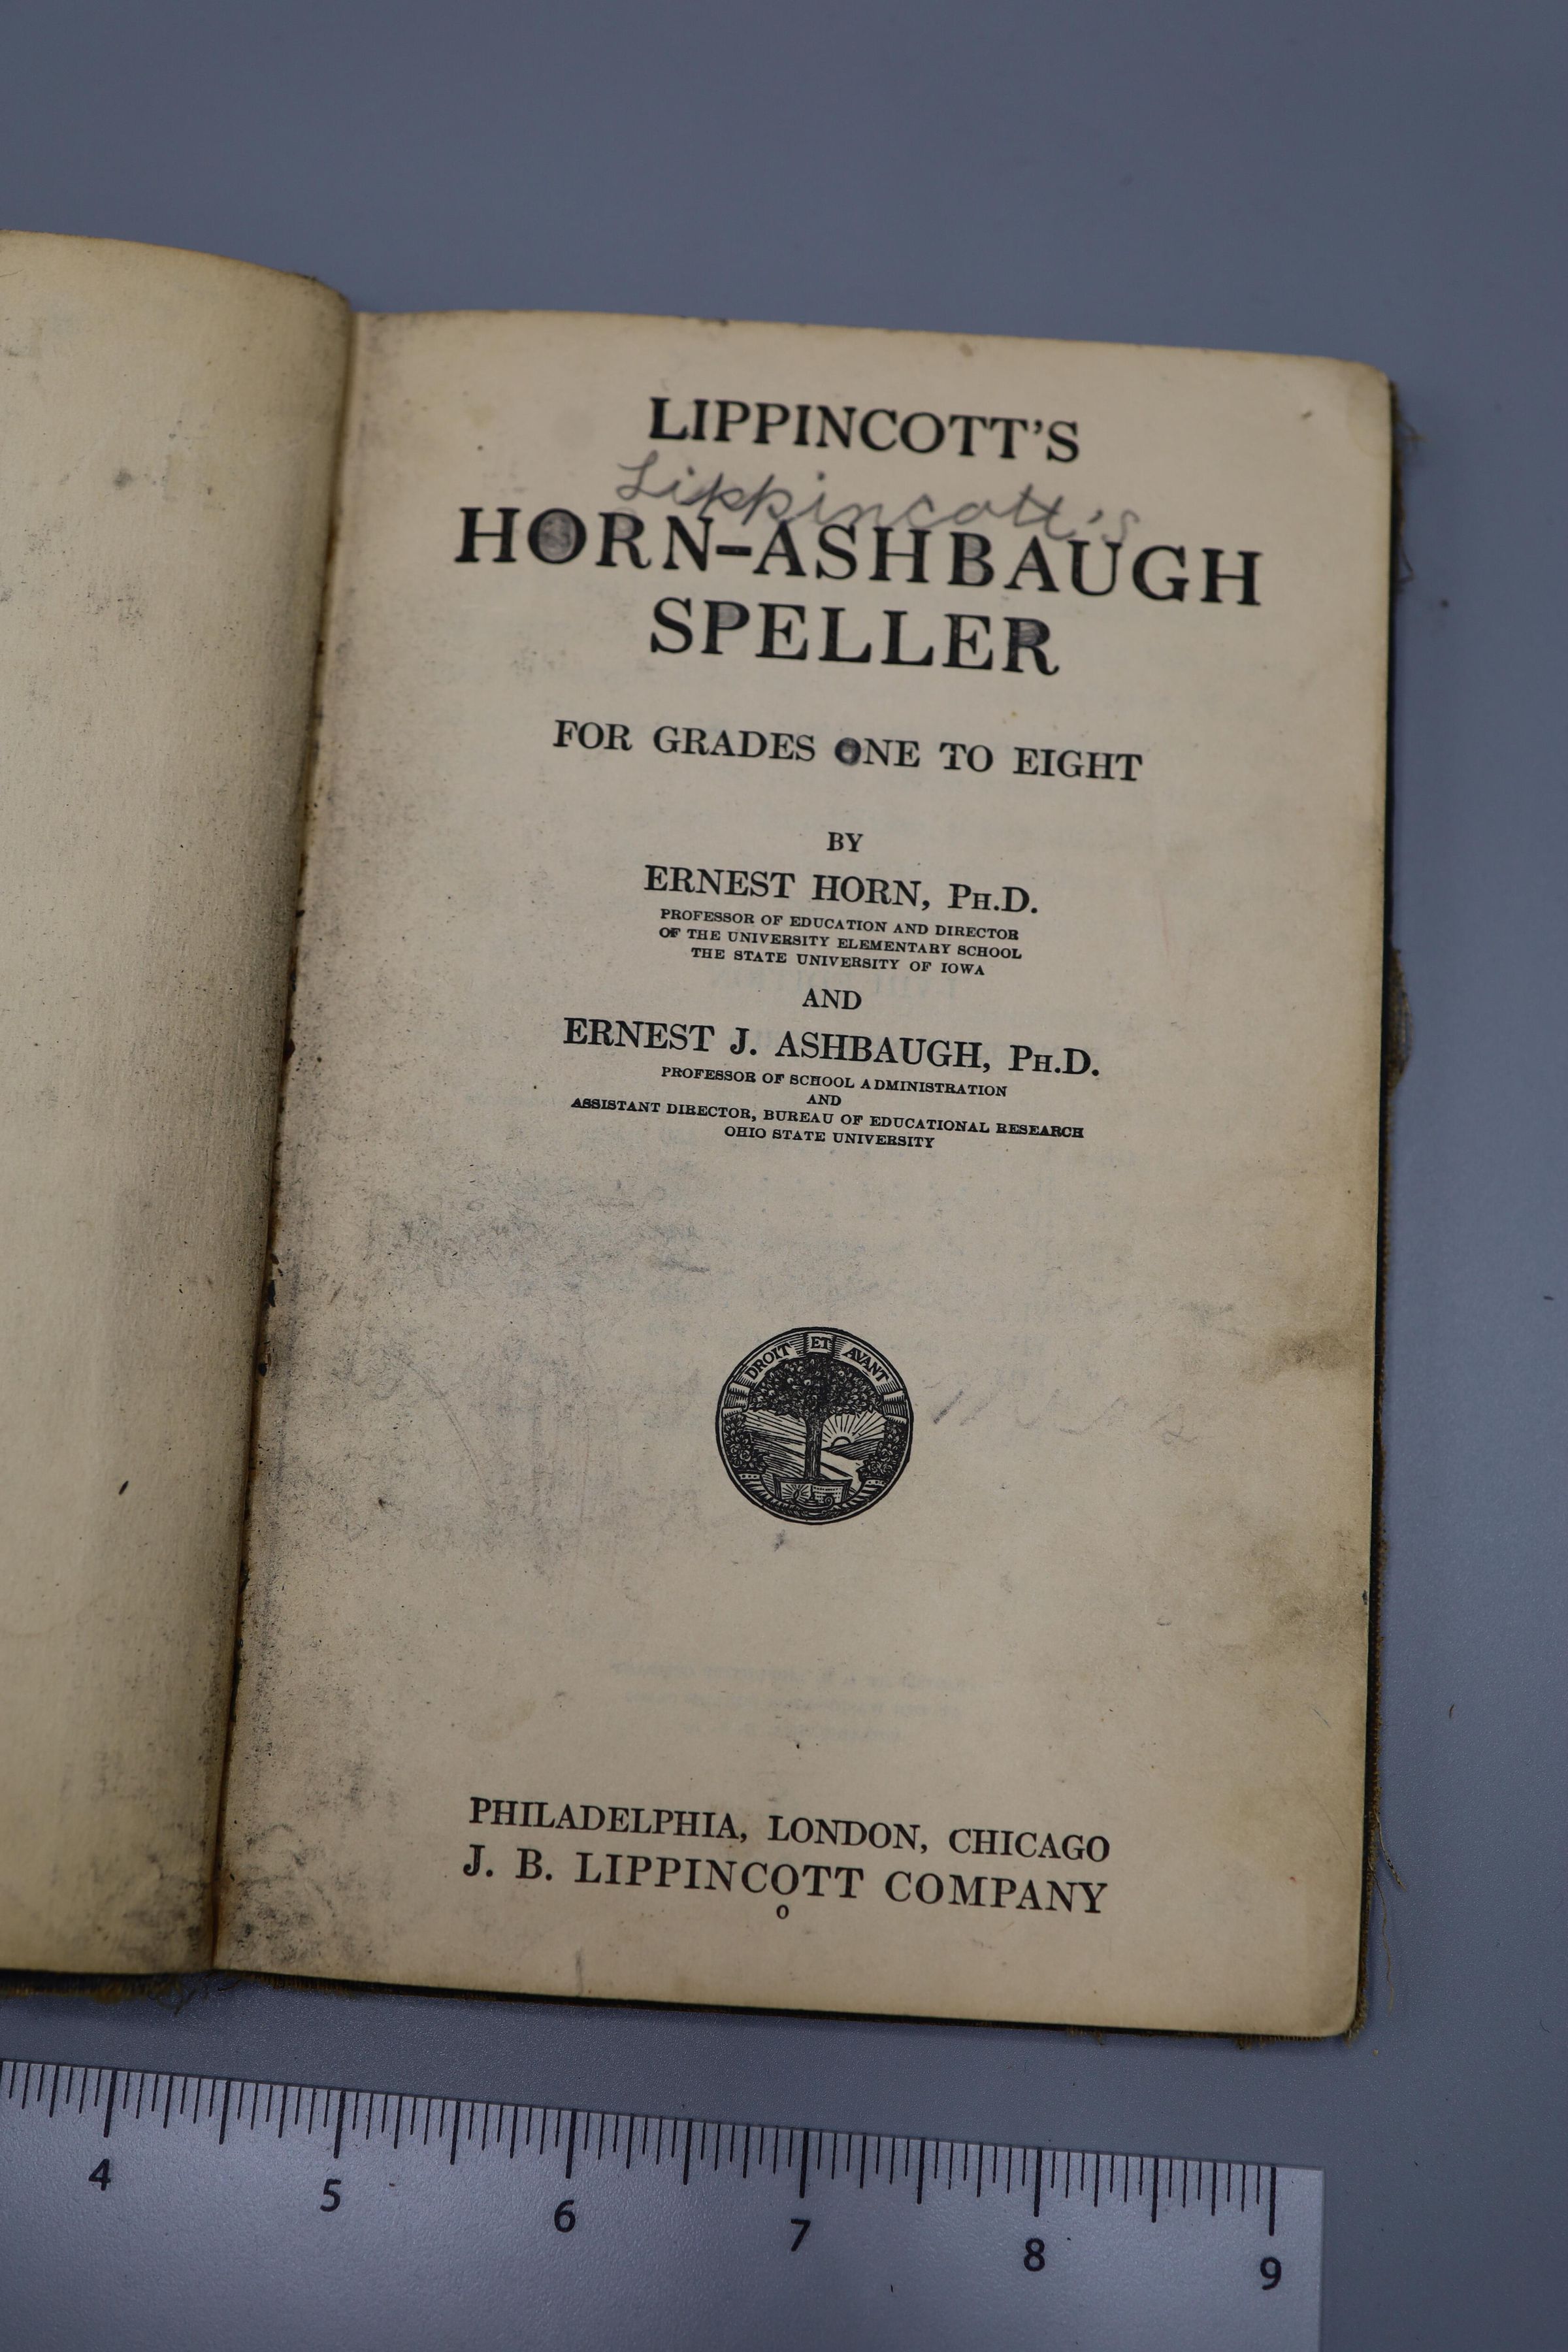 LIPPINCOTT'S
Lippincott's
HORN-ASHBAUGH
SPELLER
FOR GRADES ONE TO EIGHT
BY
ERNEST HORN, PH.D.
PROFESSOR OF EDUCATION AND DIRECTOR
OF THE UNIVERSITY ELEMENTARY SCHOOL
THE STATE UNIVERSITY OF IOWA
AND
ERNEST J. ASHBAUGH, PH.D.
PROFESSOR OF SCHOOL ADMINISTRATION
AND
ASSISTANT DIRECTOR, BUREAU OF EDUCATIONAL RESEARCH
OHIO STATE UNIVERSITY
DROIT ET AVANT
PHILADELPHIA, LONDON, CHICAGO
J. B. LIPPINCOTT COMPANY
O
4 5 6 7 8 9